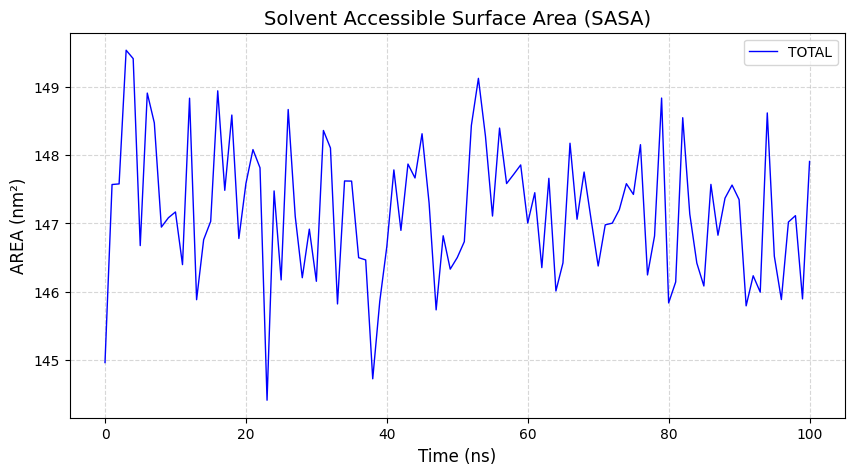 Solvent Accessible Surface Area (SASA)
TOTAL
AREA (nm²)
149
148
147
146
145
0
20
40
60
80
100
Time (ns)